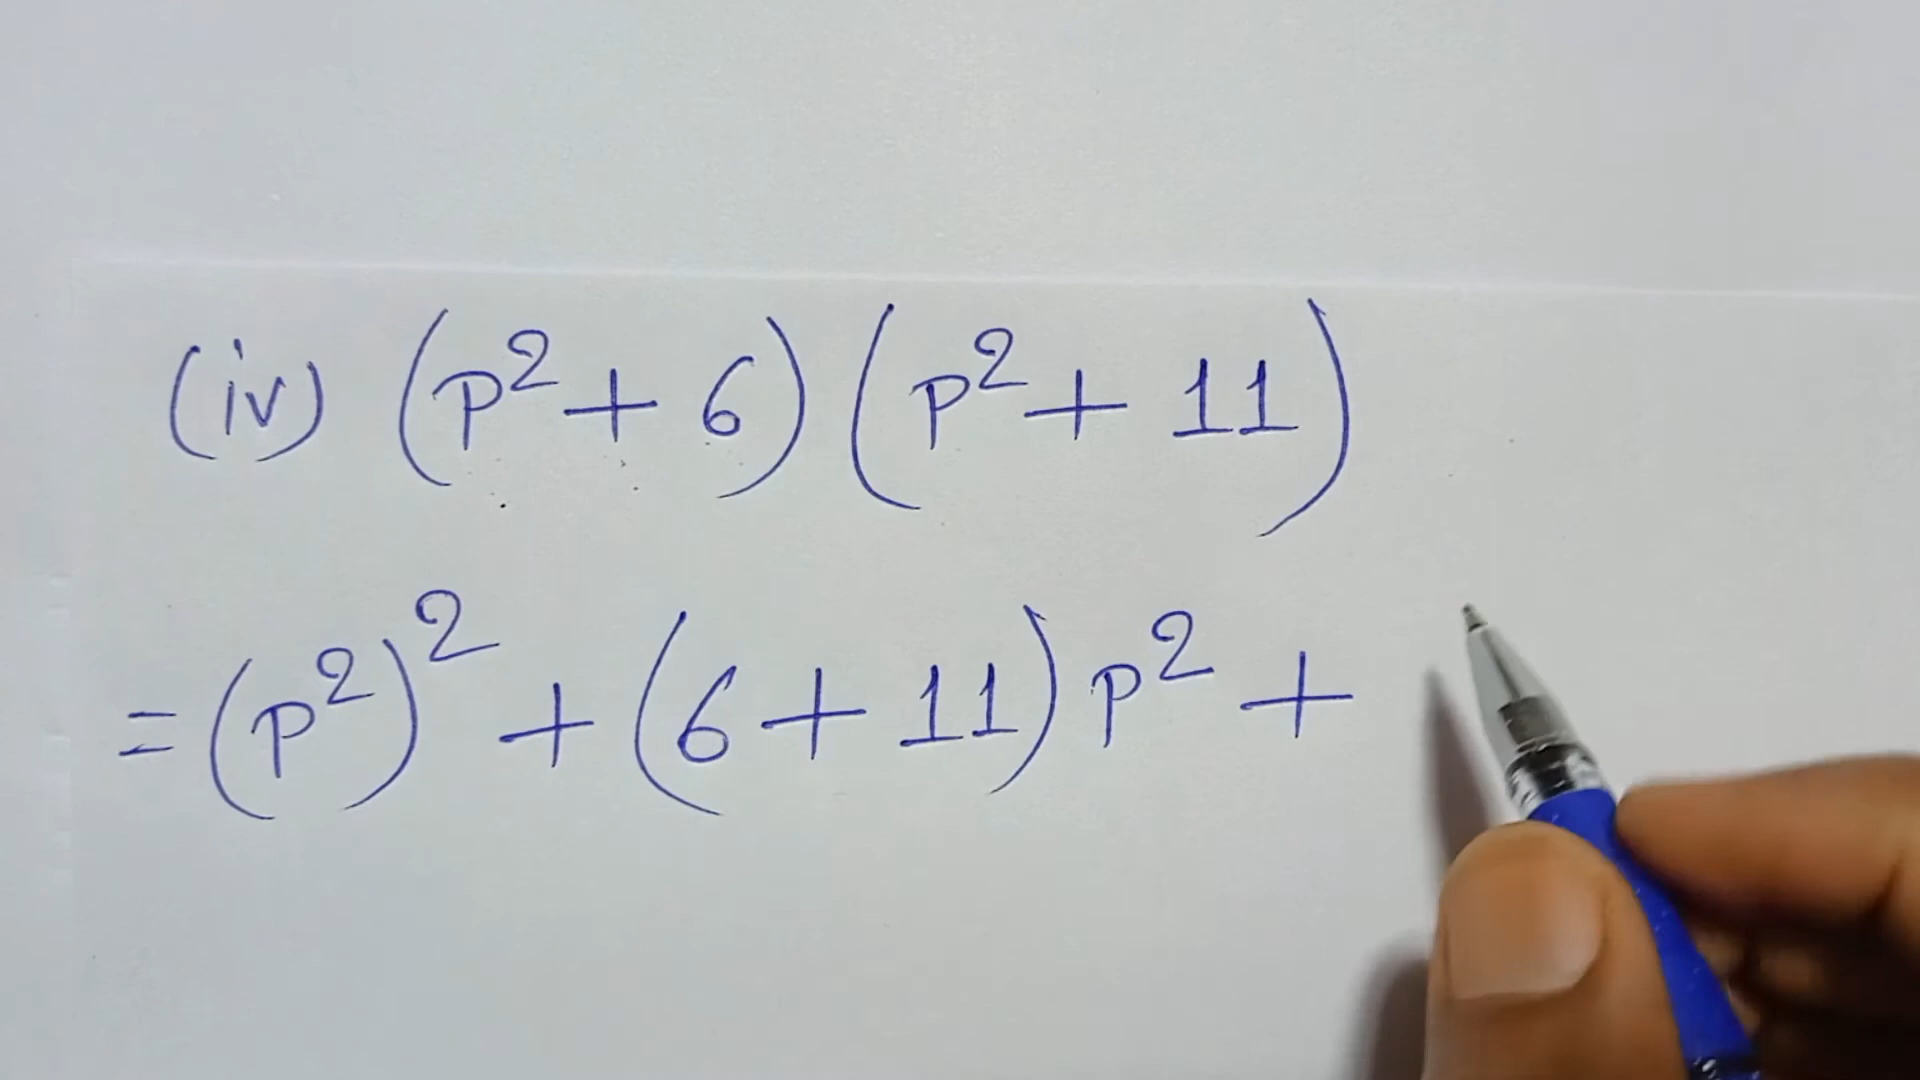 (iv) (p² + 6) (p² + 11)
= (p²)² + (6 + 11) p² +